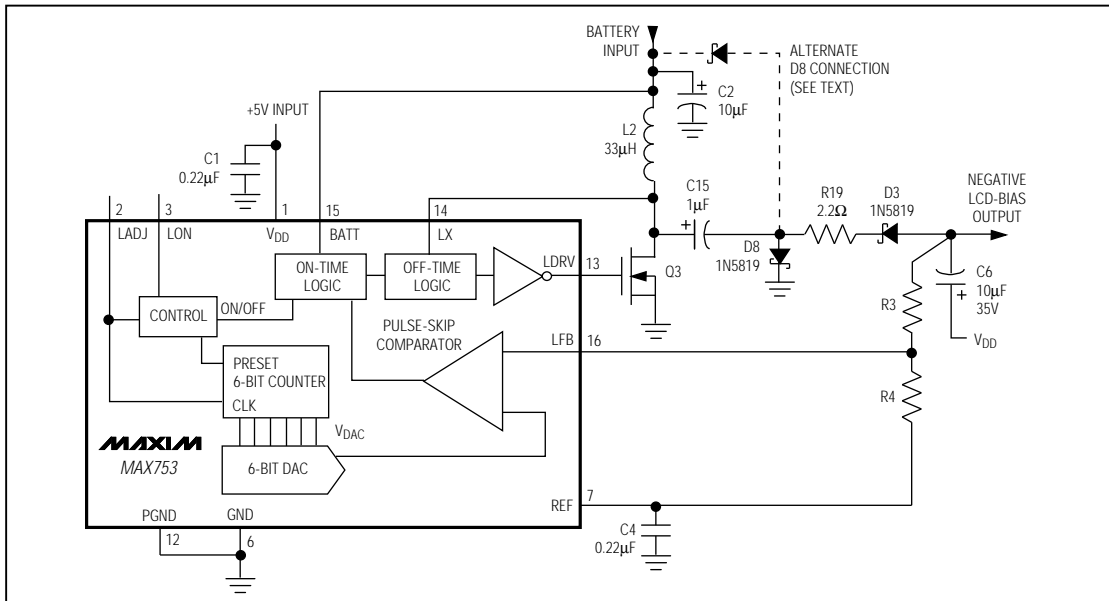 BATTERY
INPUT
ALTERNATE
D8 CONNECTION
(SEE TEXT)
+
C2
10µF
+5V INPUT
L2
33µH
C1
0.22µF
C15
1µF
+
R19
2.2Ω
D3
1N5819
NEGATIVE
LCD-BIAS
OUTPUT
2
3
1
15
14
LADJ
LON
VDD
BATT
LX
D8
1N5819
ON-TIME
LOGIC
OFF-TIME
LOGIC
LDRV
13
Q3
C6
10µF
35V
+
R3
CONTROL
ON/OFF
PULSE-SKIP
COMPARATOR
LFB
16
VDD
PRESET
6-BIT COUNTER
CLK
R4
VDAC
MAXIM
MAX753
6-BIT DAC
REF
7
PGND
GND
C4
0.22µF
12
6